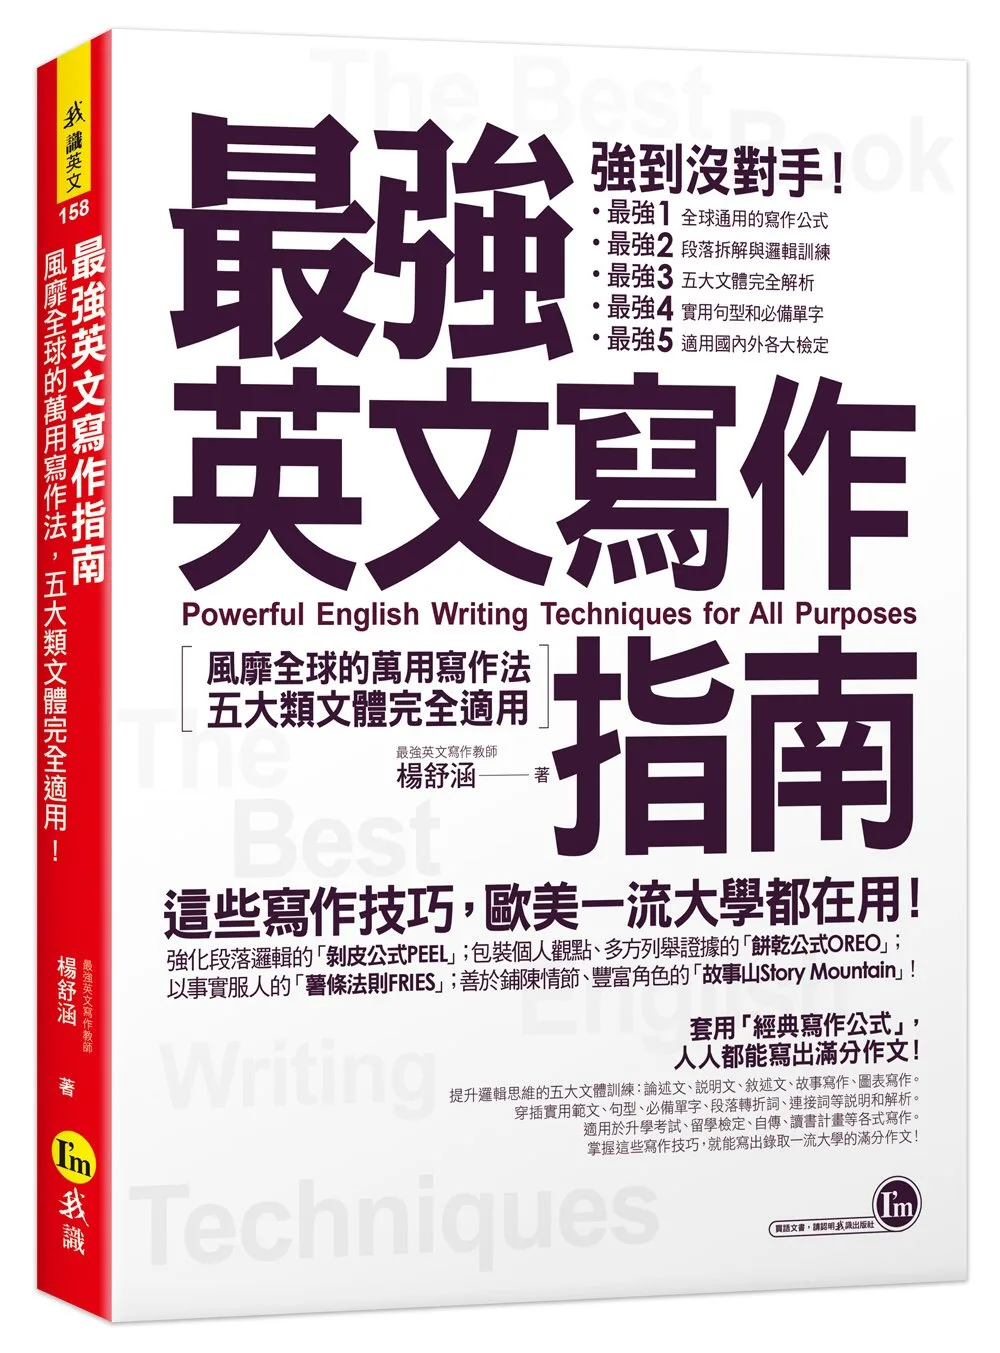 我識英文
158
最強英文寫作指南
風靡全球的萬用寫作法，五大類文體完全適用！
最強英文寫作教師
楊舒涵 著
I'm
我識
The Best
Book
最強
強到沒對手！
・最強1 全球通用的寫作公式
・最強2 段落拆解與邏輯訓練
・最強3 五大文體完全解析
・最強4 實用句型和必備單字
・最強5 適用國內外各大檢定
英文寫作
Powerful English Writing Techniques for All Purposes
風靡全球的萬用寫作法
五大類文體完全適用
指南
最強英文寫作教師
楊舒涵——著
The
Best
這些寫作技巧，歐美一流大學都在用！
強化段落邏輯的「剝皮公式PEEL」；包裝個人觀點、多方列舉證據的「餅乾公式OREO」；
以事實服人的「薯條法則FRIES」；善於鋪陳情節、豐富角色的「故事山Story Mountain」！
English
套用「經典寫作公式」，
人人都能寫出滿分作文！
Writing
提升邏輯思維的五大文體訓練：論述文、說明文、敘述文、故事寫作、圖表寫作。
穿插實用範文、句型、必備單字、段落轉折詞、連接詞等說明和解析。
適用於升學考試、留學檢定、自傳、讀書計畫等各式寫作。
掌握這些寫作技巧，就能寫出錄取一流大學的滿分作文！
Techniques
買語文書，請認明我識出版社
I'm